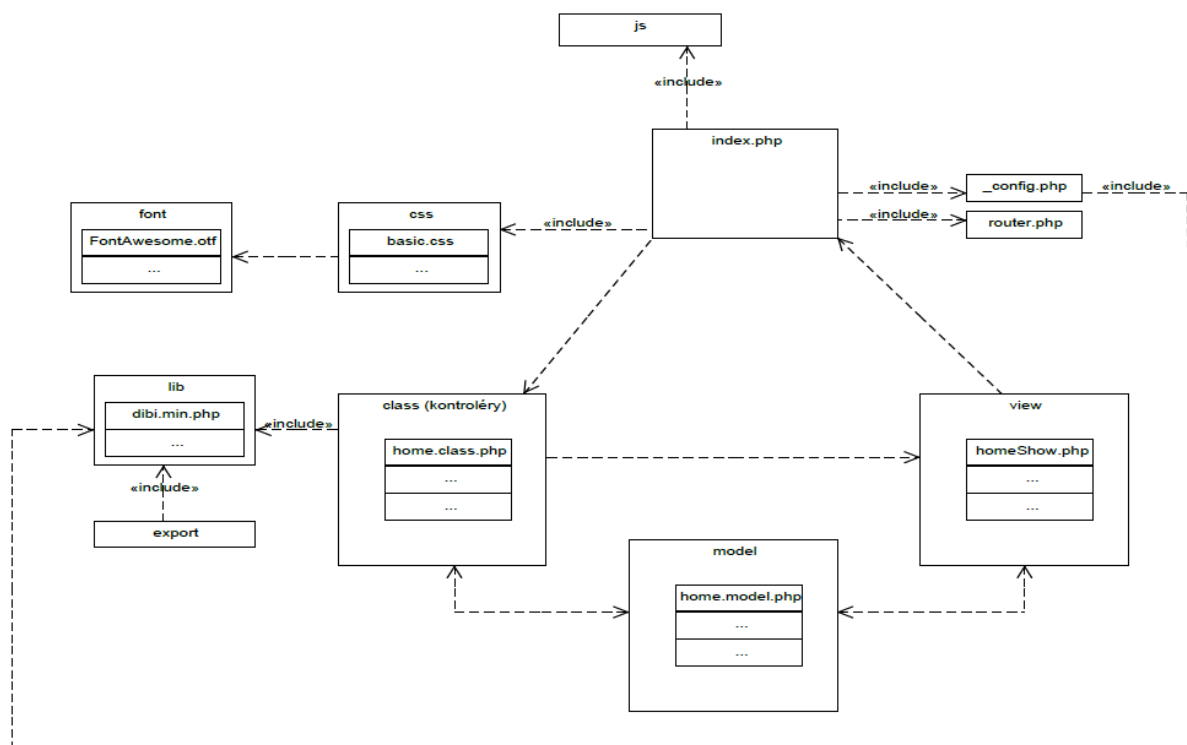 js
«include»
index.php
«include»
_config.php
«include»
font
css
«include»
«include»
router.php
FontAwesome.otf
basic.css
...
...
lib
class (kontroléry)
view
dibi.min.php
«include»
...
home.class.php
homeShow.php
...
...
«include»
...
...
export
model
home.model.php
...
...